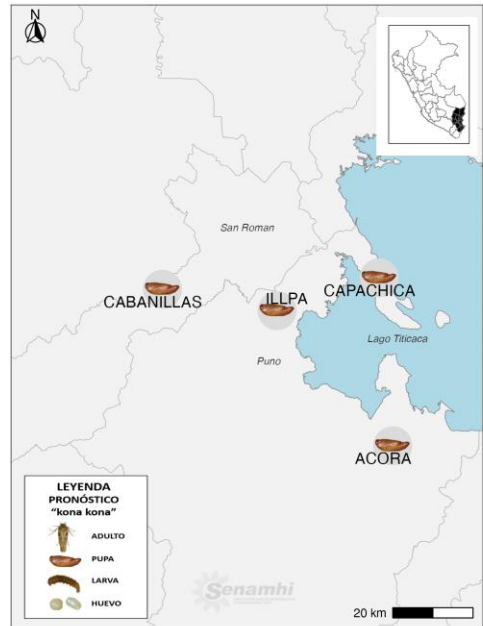 N
San Roman
CABANILLAS
ILLPA
CAPACHICA
Lago Titicaca
Puno
ACORA
LEYENDA
PRONÓSTICO
"kona kona"
ADULTO
PUPA
LARVA
HUEVO
Senamhi
20 km